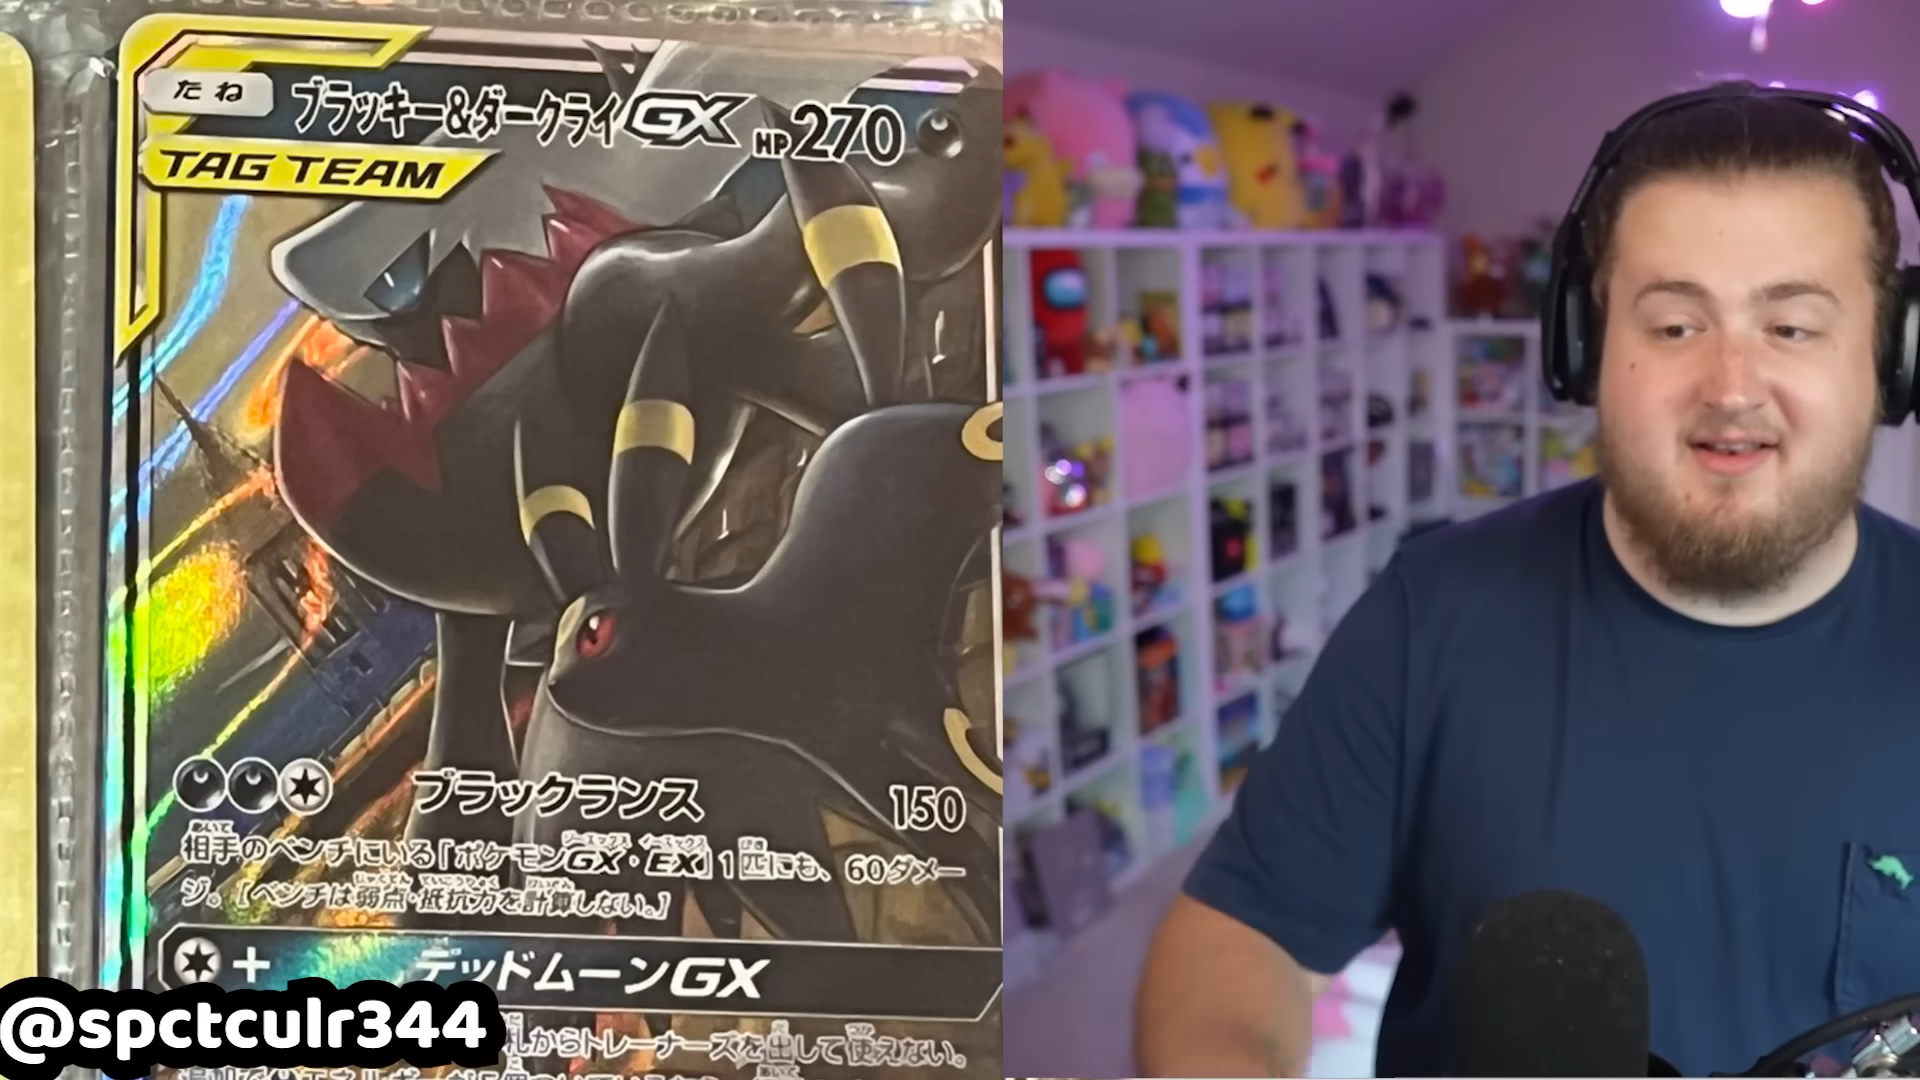 たね
ブラッキー&ダークライGX HP270
TAG TEAM
ブラックランス 150
相手のベンチにいる「ポケモンGX・EX」1匹にも、60ダメー
ジ。[ベンチは弱点・抵抗力を計算しない。]
+ デッドムーンGX
札からトレーナーズを出して使えない。
@spctculr344